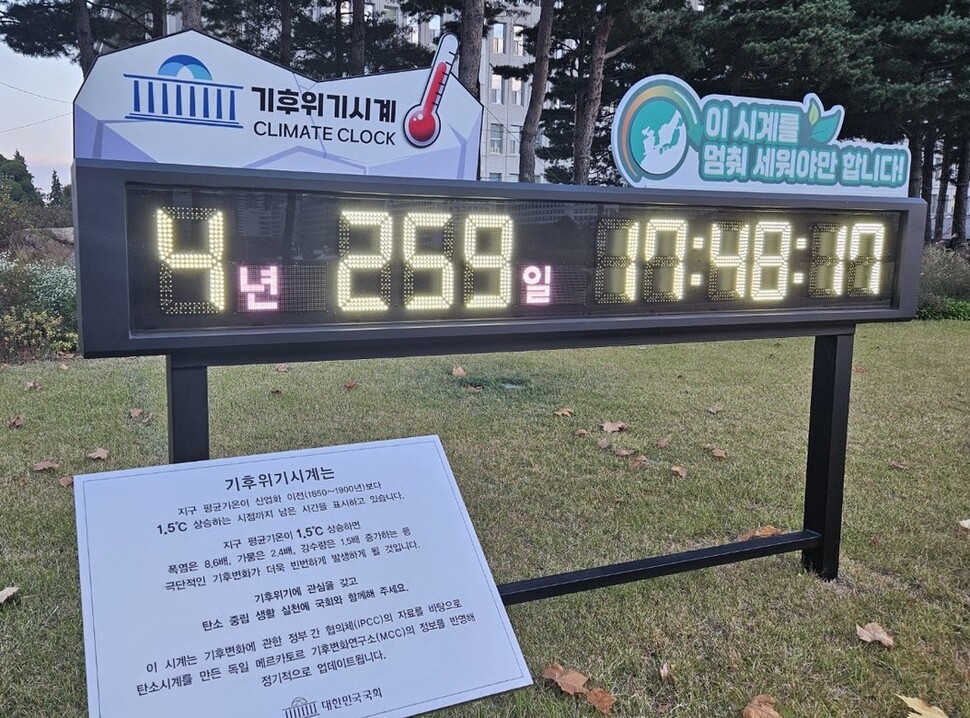 기후위기시계
CLIMATE CLOCK
이 시계를
멈춰 세워야만 합니다!
4년 259일 17:48:17
기후위기시계는
지구 평균기온이 산업화 이전(1850~1900년)보다
1.5℃ 상승하는 시점까지 남은 시간을 표시하고 있습니다.
지구 평균기온이 1.5℃ 상승하면
폭염은 8.6배, 가뭄은 2.4배, 강수량은 1.5배 증가하는 등
극단적인 기후변화가 더욱 빈번하게 발생하게 될 것입니다.
기후위기에 관심을 갖고
탄소 중립 생활 실천에 국회와 함께해 주세요.
이 시계는 기후변화에 관한 정부 간 협의체(IPCC)의 자료를 바탕으로
탄소시계를 만든 독일 메르카토르 기후변화연구소(MCC)의 정보를 반영해
정기적으로 업데이트됩니다.
대한민국국회